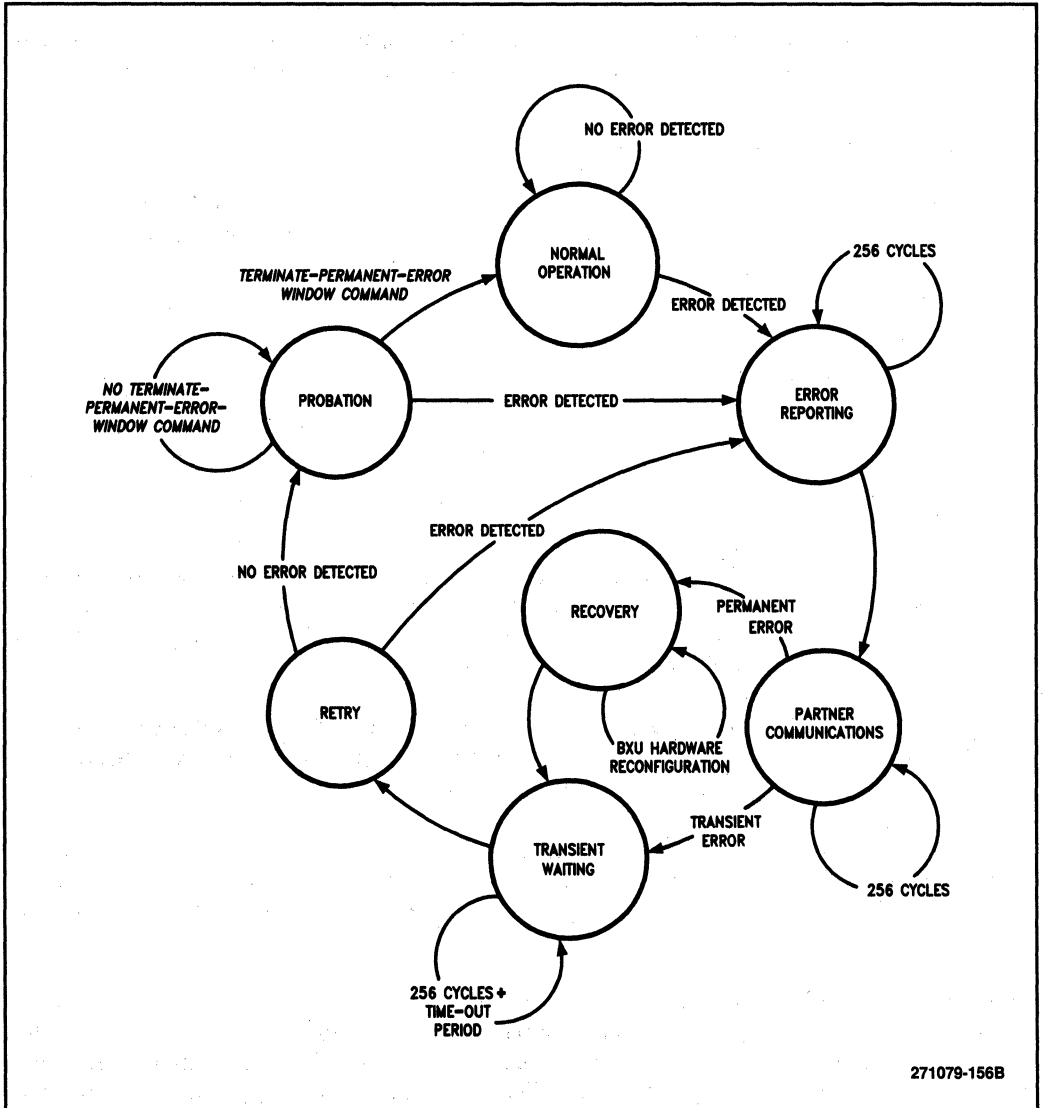 NO ERROR DETECTED
NORMAL
OPERATION
256 CYCLES
TERMINATE-PERMANENT-ERROR
WINDOW COMMAND
ERROR DETECTED
NO TERMINATE-
PERMANENT-ERROR-
WINDOW COMMAND
PROBATION
ERROR DETECTED
ERROR
REPORTING
ERROR DETECTED
NO ERROR DETECTED
RECOVERY
PERMANENT
ERROR
RETRY
PARTNER
COMMUNICATIONS
BXU HARDWARE
RECONFIGURATION
TRANSIENT
ERROR
TRANSIENT
WAITING
256 CYCLES
256 CYCLES +
TIME-OUT
PERIOD
271079-156B